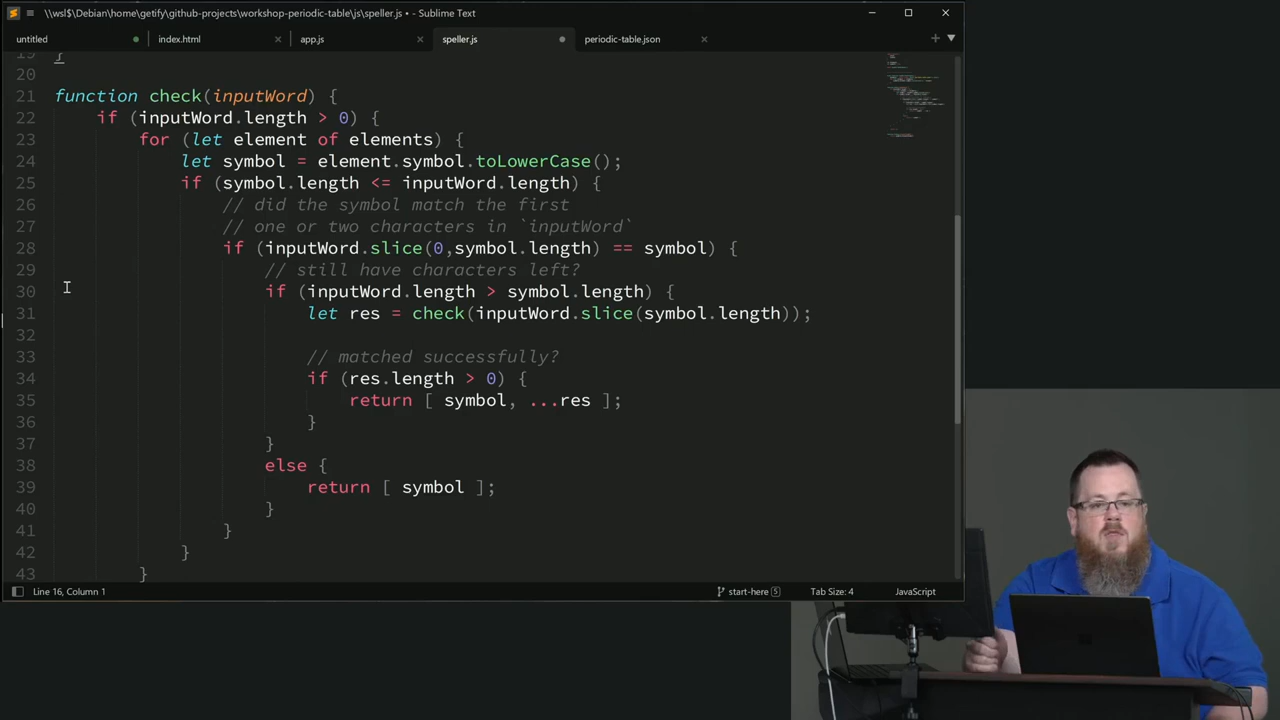 \\wsl$\Debian\home\getify\github-projects\workshop-periodic-table\js\speller.js • - Sublime Text
untitled index.html app.js speller.js periodic-table.json
19 }
20
21 function check(inputWord) {
22 if (inputWord.length > 0) {
23 for (let element of elements) {
24 let symbol = element.symbol.toLowerCase();
25 if (symbol.length <= inputWord.length) {
26 // did the symbol match the first
27 // one or two characters in `inputWord`
28 if (inputWord.slice(0,symbol.length) == symbol) {
29 // still have characters left?
30 if (inputWord.length > symbol.length) {
31 let res = check(inputWord.slice(symbol.length));
32
33 // matched successfully?
34 if (res.length > 0) {
35 return [ symbol, ...res ];
36 }
37 }
38 else {
39 return [ symbol ];
40 }
41 }
42 }
43 }
Line 16, Column 1 start-here 5 Tab Size: 4 JavaScript